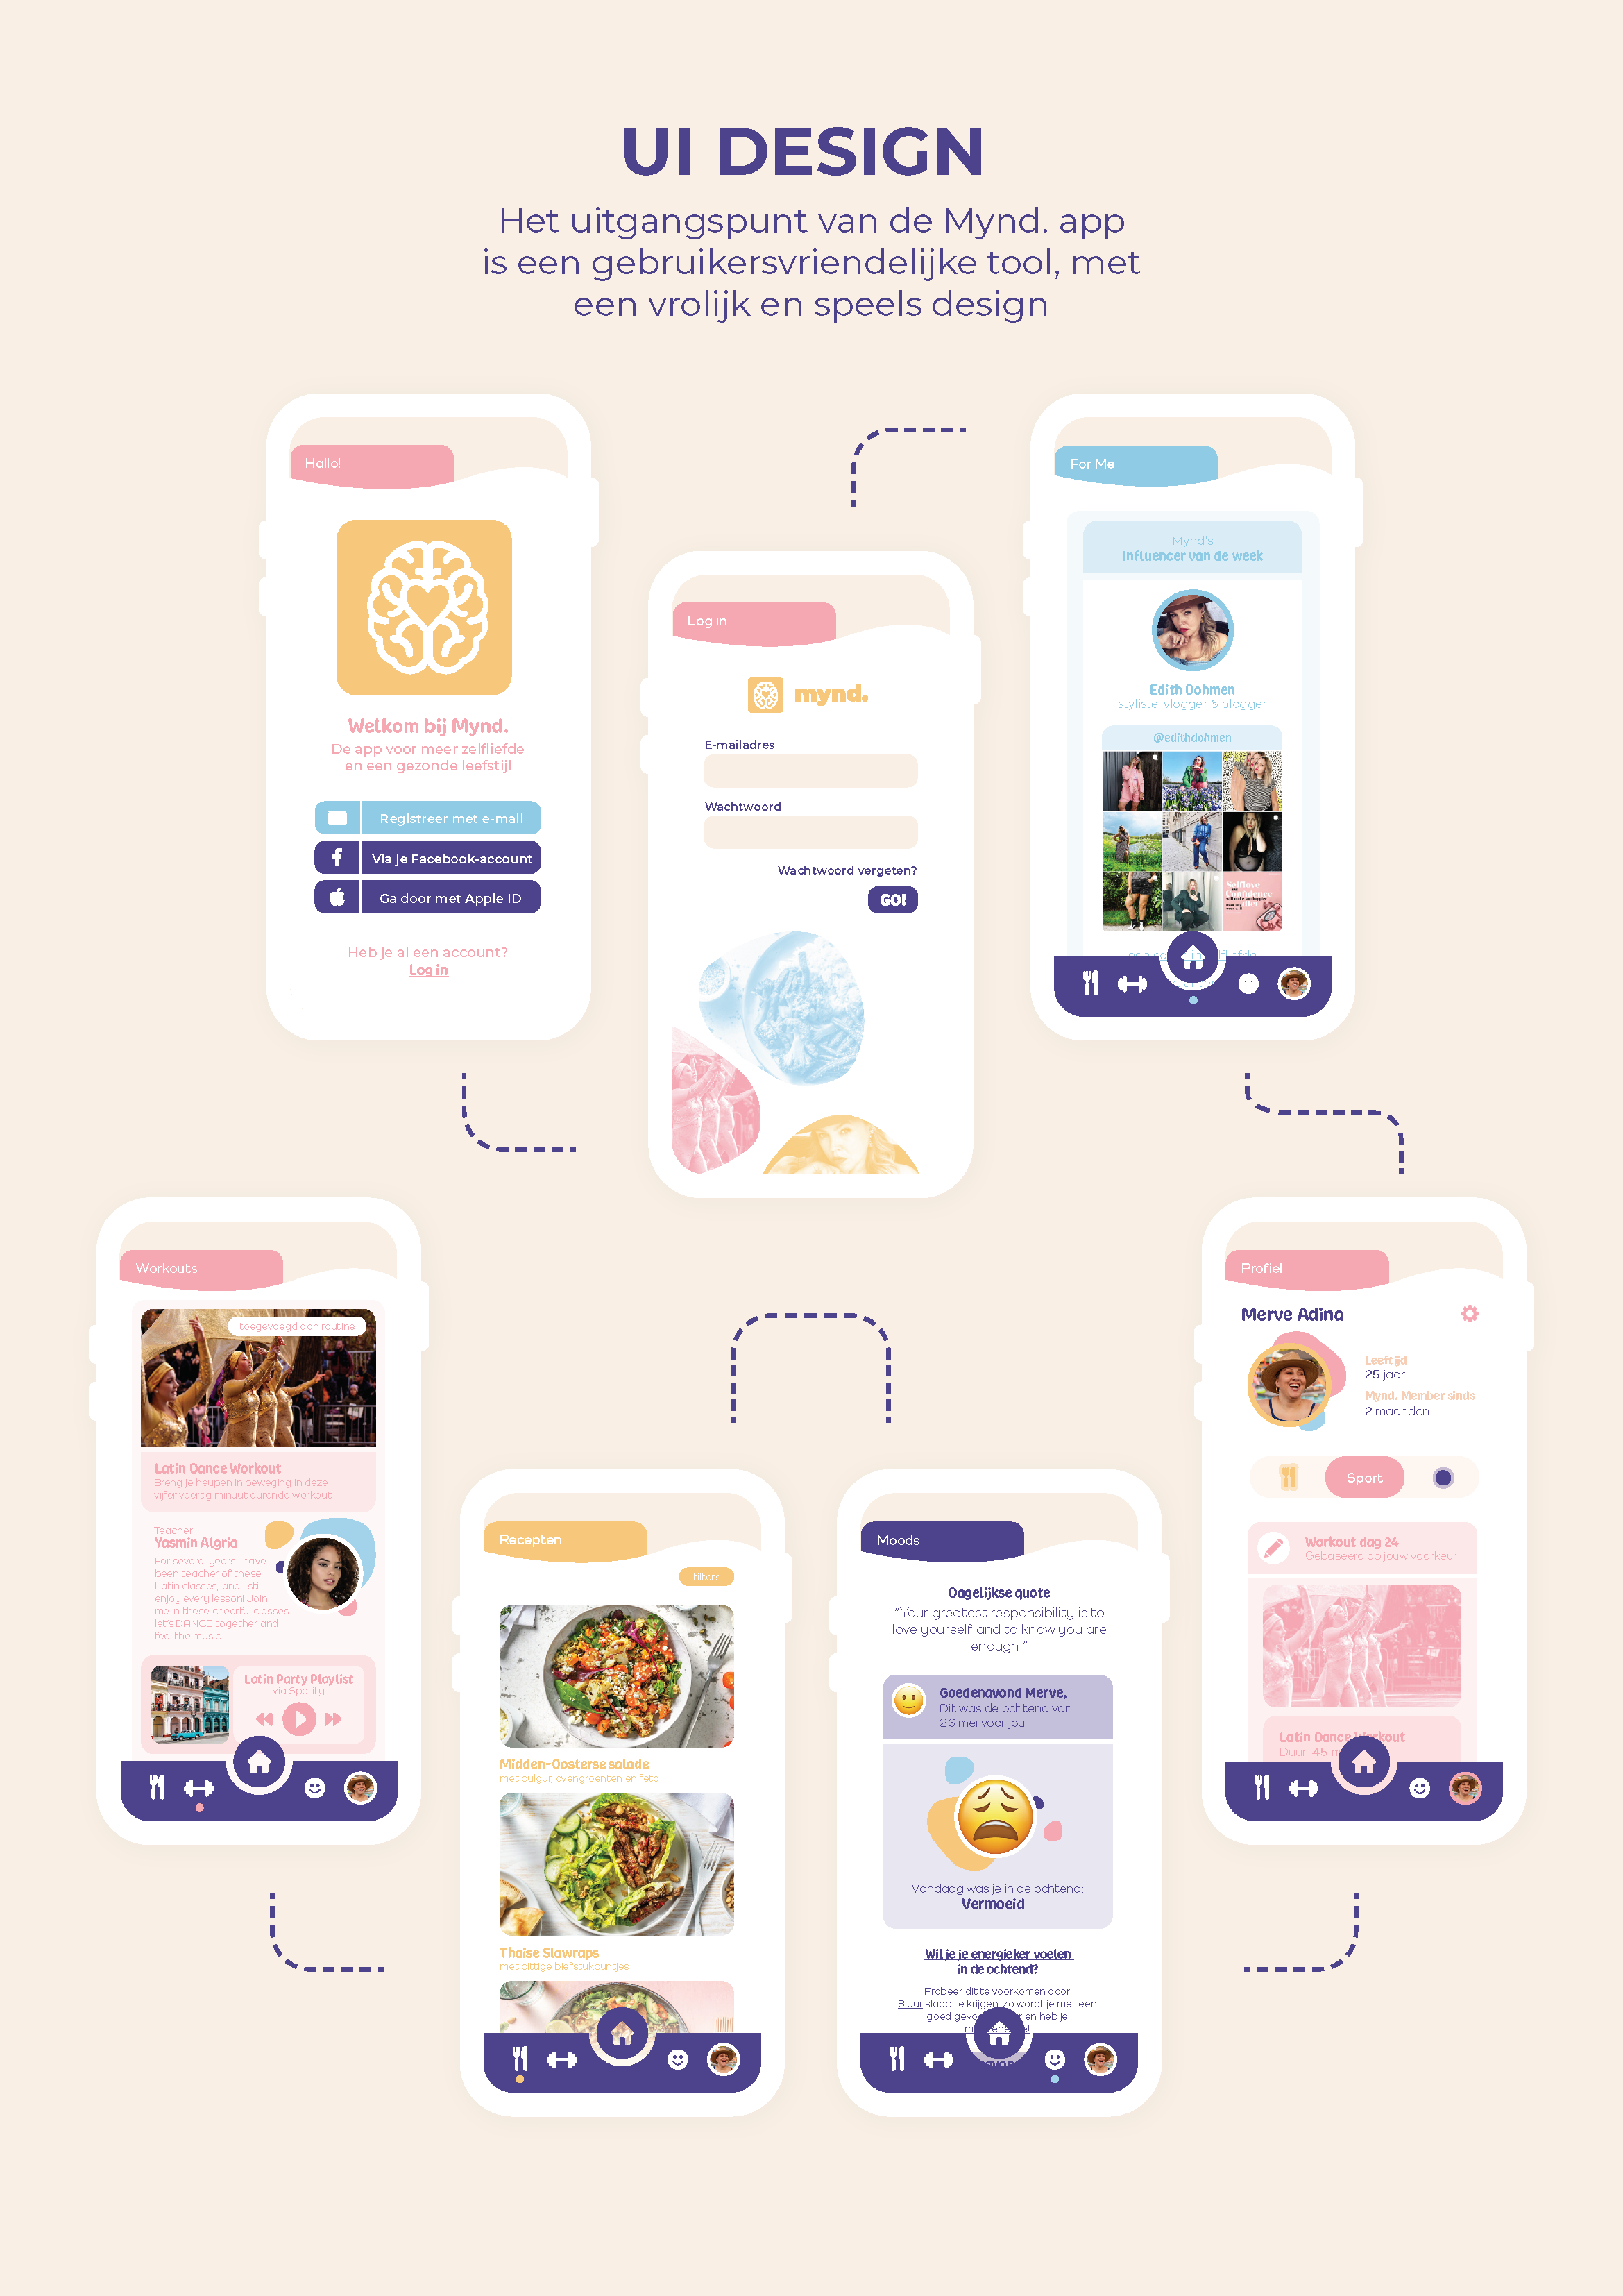 UI DESIGN
Het uitgangspunt van de Mynd. app
is een gebruikersvriendelijke tool, met
een vrolijk en speels design
Hallo!
Welkom bij Mynd.
De app voor meer zelfliefde
en een gezonde leefstijl
Registreer met e-mail
Via je Facebook-account
Ga door met Apple ID
Heb je al een account?
Log in
Log in
mynd.
E-mailadres
Wachtwoord
Wachtwoord vergeten?
GO!
For Me
Mynd's
Influencer van de week
Edith Dohmen
styliste, vlogger & blogger
@edithdohmen
Selflove
Confidence
een
Workouts
toegevoegd aan routine
Latin Dance Workout
Breng je heupen in beweging in deze
vijfenveertig minuut durende workout
Teacher
Yasmin Algria
For several years I have
been teacher of these
Latin classes, and I still
enjoy every lesson! Join
me in these cheerful classes,
let's DANCE together and
feel the music.
Latin Party Playlist
via Spotify
Recepten
filters
Midden-Oosterse salade
met bulgur, ovengroenten en feta
Thaise Slawraps
met pittige biefstukpuntjes
Moods
Dagelijkse quote
"Your greatest responsibility is to
love yourself and to know you are
enough."
Goedenavond Merve,
Dit was de ochtend van
26 mei voor jou
Vandaag was je in de ochtend:
Vermoeid
Wil je je energieker voelen
in de ochtend?
Probeer dit te voorkomen door
8 uur slaap te krijgen, zo wordt je met een
goed en heb je
Profiel
Merve Adina
Leeftijd
25 jaar
Mynd. Member sinds
2 maanden
Sport
Workout dag 24
Gebaseerd op jouw voorkeur
Latin Dance Workout
Duur 45